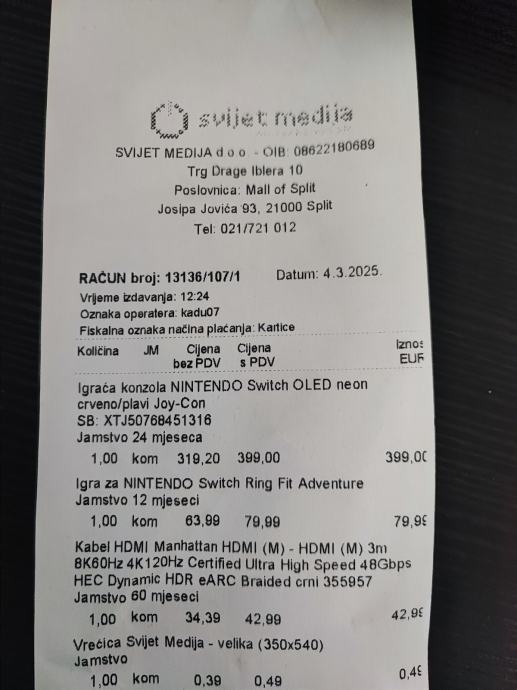 svijet medija
SVIJET MEDIJA d o o - OIB: 08622180689
Trg Drage Iblera 10
Poslovnica: Mall of Split
Josipa Jovića 93, 21000 Split
Tel: 021/721 012
RAČUN broj: 13136/107/1 Datum: 4.3.2025.
Vrijeme izdavanja: 12:24
Oznaka operatera: kadu07
Fiskalna oznaka načina plaćanja: Kartice
Količina JM Cijena Cijena Iznos
bez PDV s PDV EUR
Igraća konzola NINTENDO Switch OLED neon
crveno/plavi Joy-Con
SB: XTJ50768451316
Jamstvo 24 mjeseca
1,00 kom 319,20 399,00 399,00
Igra za NINTENDO Switch Ring Fit Adventure
Jamstvo 12 mjeseci
1,00 kom 63,99 79,99 79,99
Kabel HDMI Manhattan HDMI (M) - HDMI (M) 3m
8K60Hz 4K120Hz Certified Ultra High Speed 48Gbps
HEC Dynamic HDR eARC Braided crni 355957
Jamstvo 60 mjeseci
1,00 kom 34,39 42,99 42,99
Vrećica Svijet Medija - velika (350x540)
Jamstvo
1,00 kom 0,39 0,49 0,49